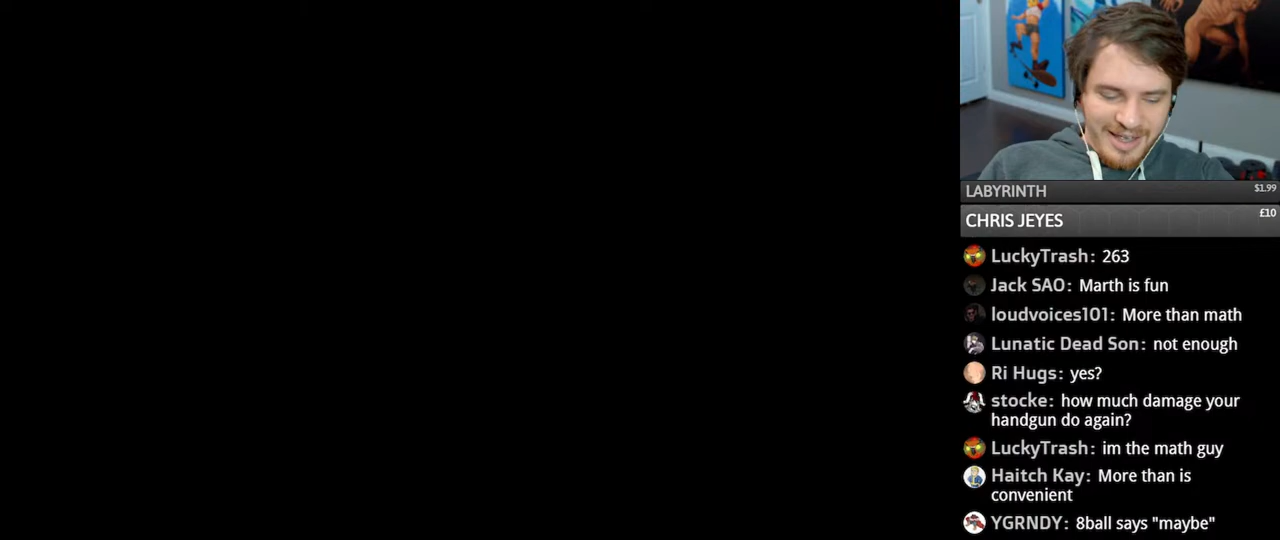 LABYRINTH $1.99
CHRIS JEYES £10
LuckyTrash: 263
Jack SAO: Marth is fun
loudvoices101: More than math
Lunatic Dead Son: not enough
Ri Hugs: yes?
stocke: how much damage your
handgun do again?
LuckyTrash: im the math guy
Haitch Kay: More than is
convenient
YGRNDY: 8ball says "maybe"